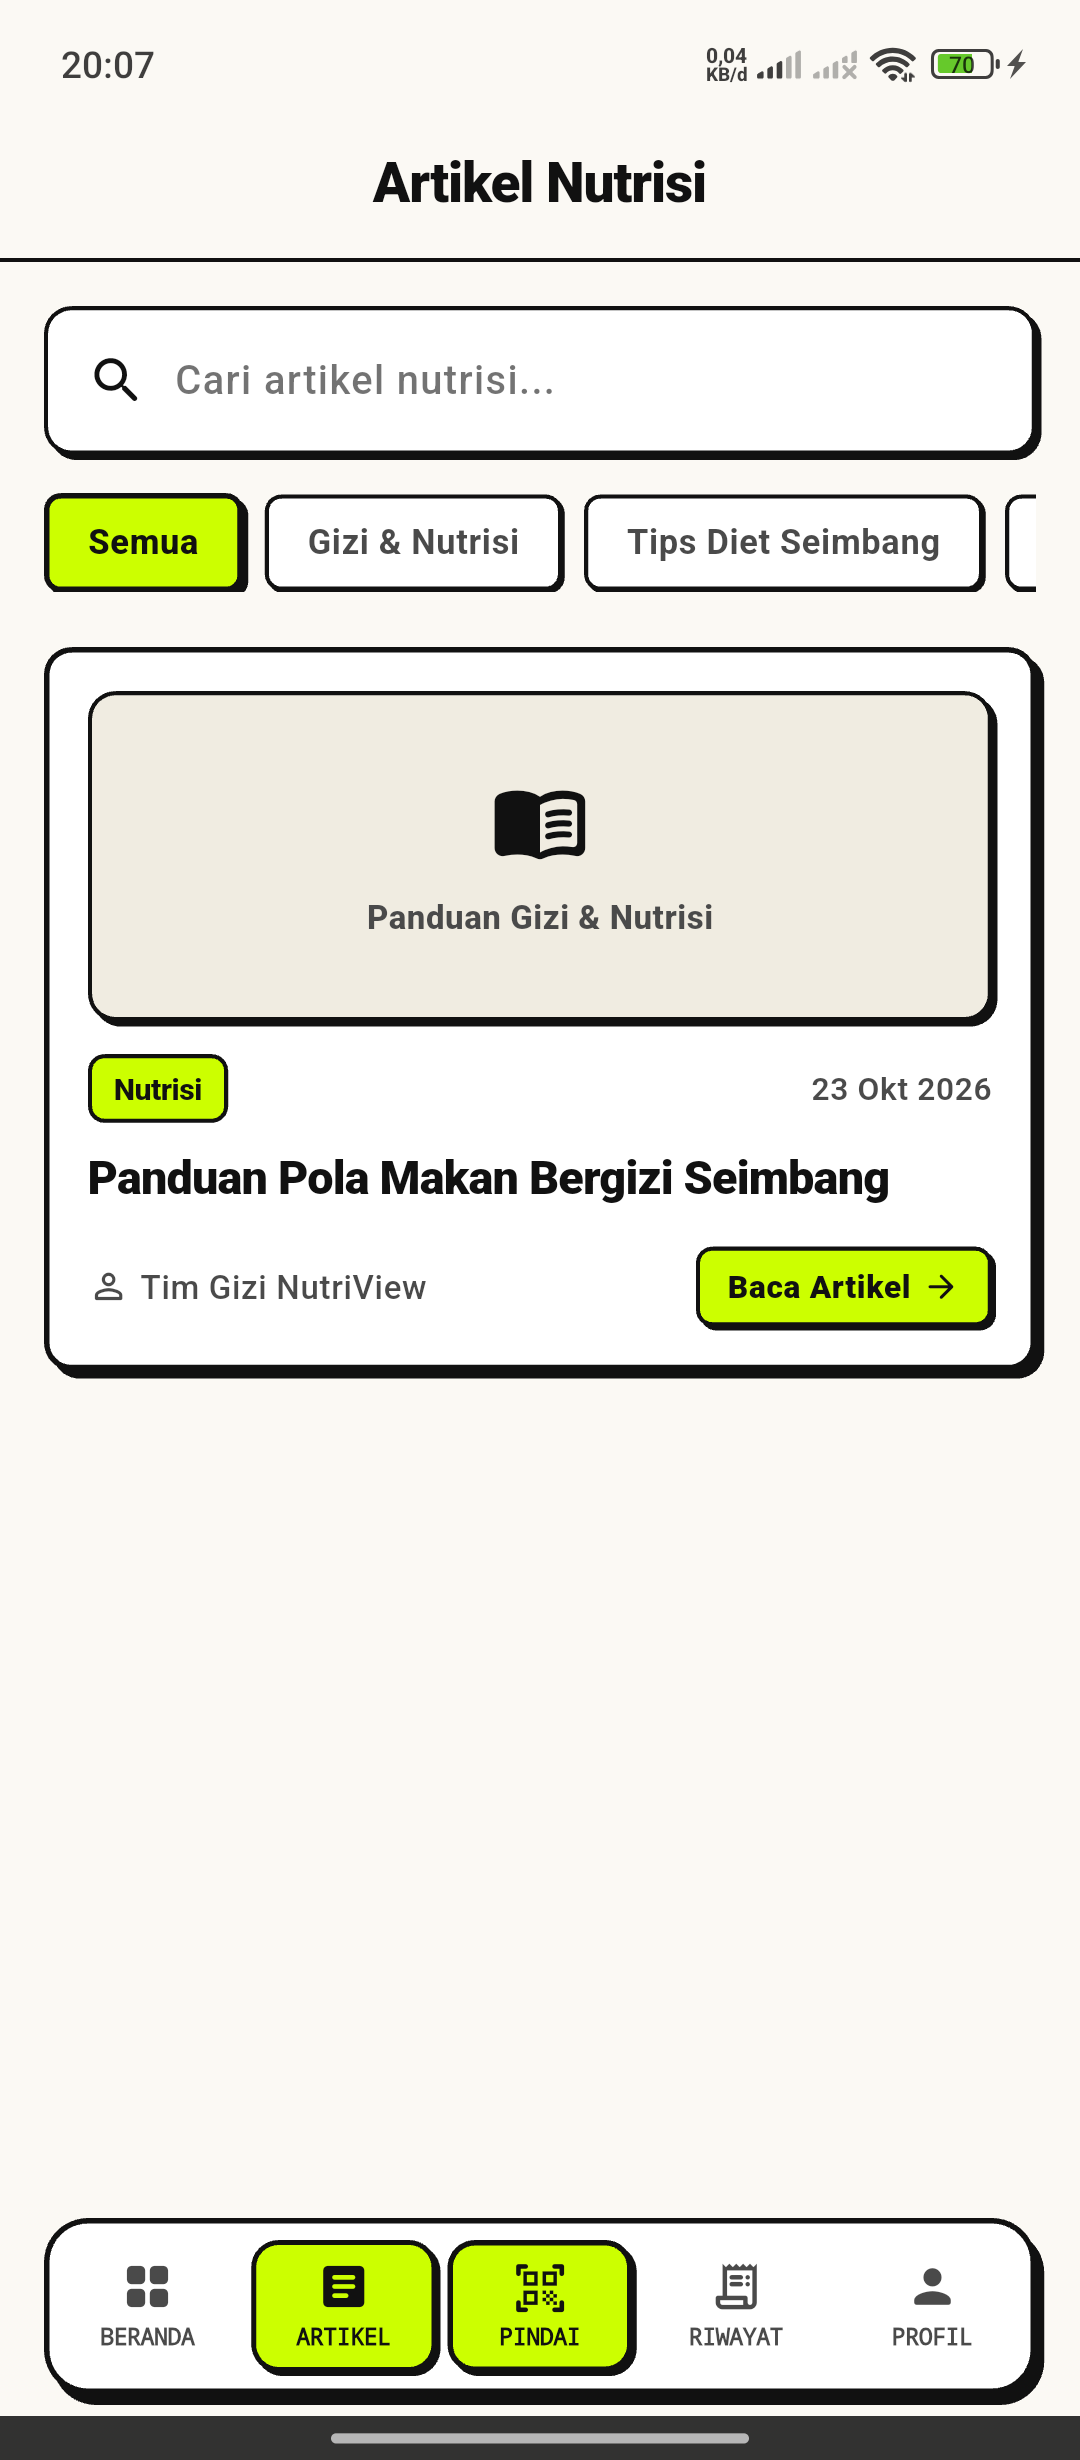 20:07
0,04
KB/d
70
Artikel Nutrisi
Cari artikel nutrisi...
Semua
Gizi & Nutrisi
Tips Diet Seimbang
Panduan Gizi & Nutrisi
Nutrisi
23 Okt 2026
Panduan Pola Makan Bergizi Seimbang
Tim Gizi NutriView
Baca Artikel
BERANDA
ARTIKEL
PINDAI
RIWAYAT
PROFIL